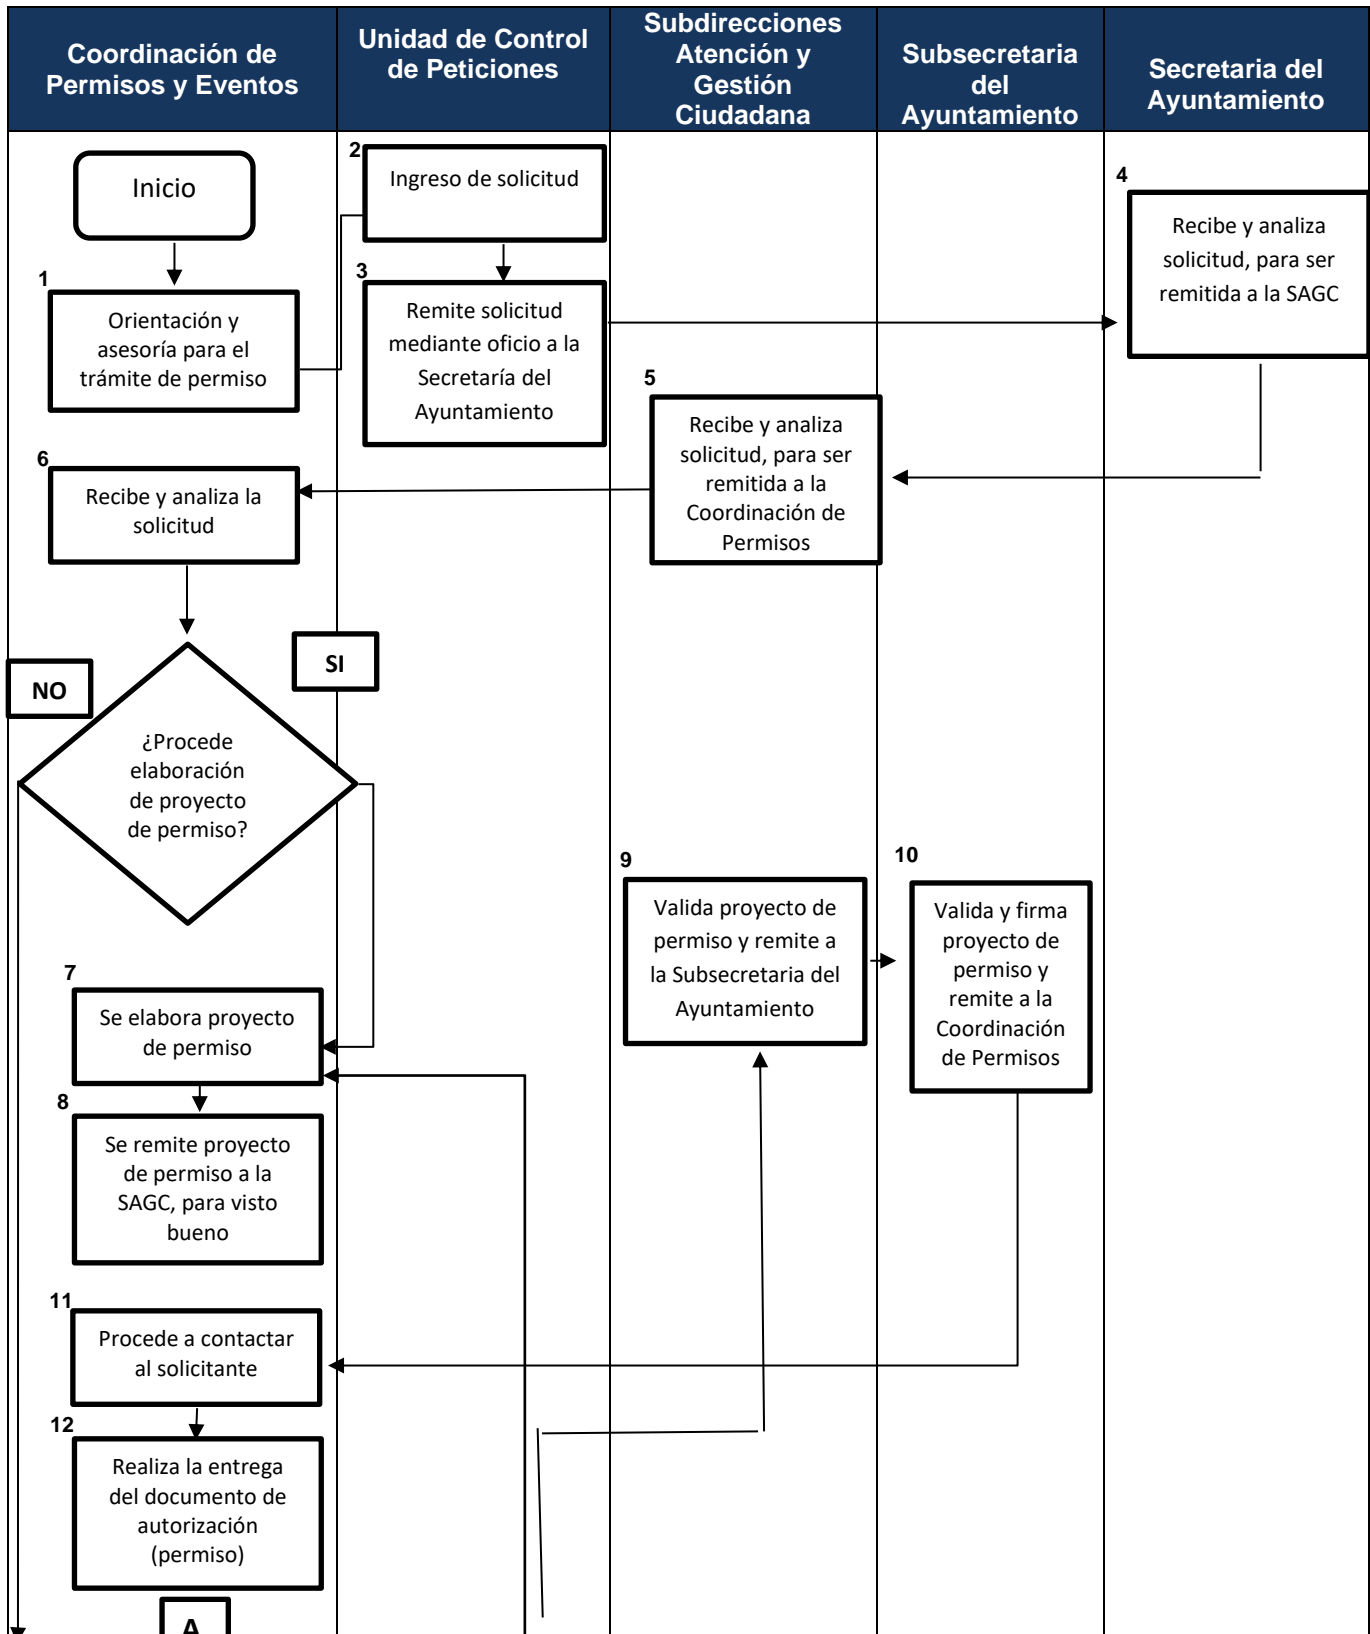 Coordinación de
Permisos y Eventos
Unidad de Control
de Peticiones
Subdirecciones
Atención y
Gestión
Ciudadana
Subsecretaria
del
Ayuntamiento
Secretaria del
Ayuntamiento
Inicio
1
Orientación y
asesoría para el
trámite de permiso
2
Ingreso de solicitud
3
Remite solicitud
mediante oficio a la
Secretaría del
Ayuntamiento
4
Recibe y analiza
solicitud, para ser
remitida a la SAGC
5
Recibe y analiza
solicitud, para ser
remitida a la
Coordinación de
Permisos
6
Recibe y analiza la
solicitud
NO
SI
¿Procede
elaboración
de proyecto
de permiso?
7
Se elabora proyecto
de permiso
8
Se remite proyecto
de permiso a la
SAGC, para visto
bueno
9
Valida proyecto de
permiso y remite a
la Subsecretaria del
Ayuntamiento
10
Valida y firma
proyecto de
permiso y
remite a la
Coordinación
de Permisos
11
Procede a contactar
al solicitante
12
Realiza la entrega
del documento de
autorización
(permiso)
A